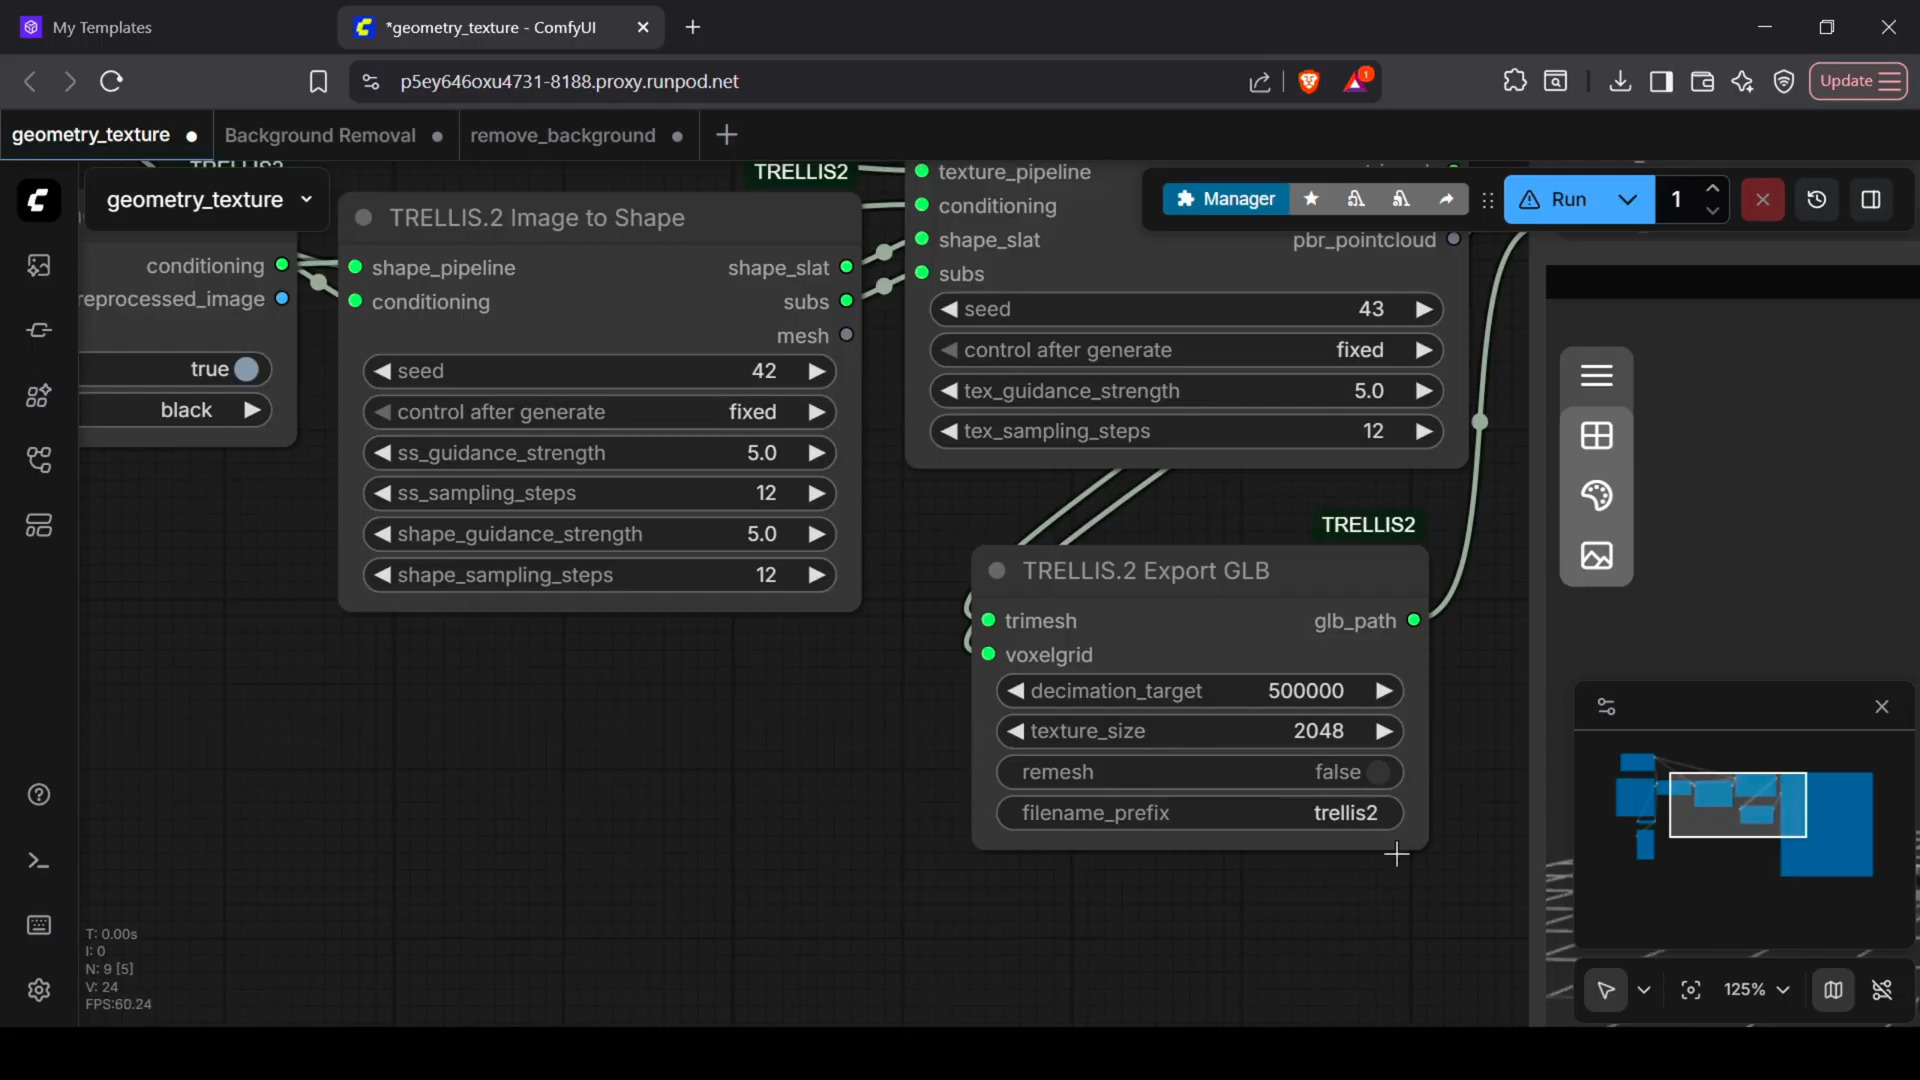 My Templates
*geometry_texture - ComfyUI
p5ey646oxu4731-8188.proxy.runpod.net
1
Update
geometry_texture
Background Removal
remove_background
geometry_texture
Manager
Run
1
conditioning
reprocessed_image
true
black
TRELLIS.2 Image to Shape
shape_pipeline
shape_slat
conditioning
subs
mesh
seed
42
control after generate
fixed
ss_guidance_strength
5.0
ss_sampling_steps
12
shape_guidance_strength
5.0
shape_sampling_steps
12
TRELLIS2
texture_pipeline
conditioning
shape_slat
pbr_pointcloud
subs
seed
43
control after generate
fixed
tex_guidance_strength
5.0
tex_sampling_steps
12
TRELLIS2
TRELLIS.2 Export GLB
trimesh
glb_path
voxelgrid
decimation_target
500000
texture_size
2048
remesh
false
filename_prefix
trellis2
T: 0.00s
I: 0
N: 9 [5]
V: 24
FPS:60.24
125%